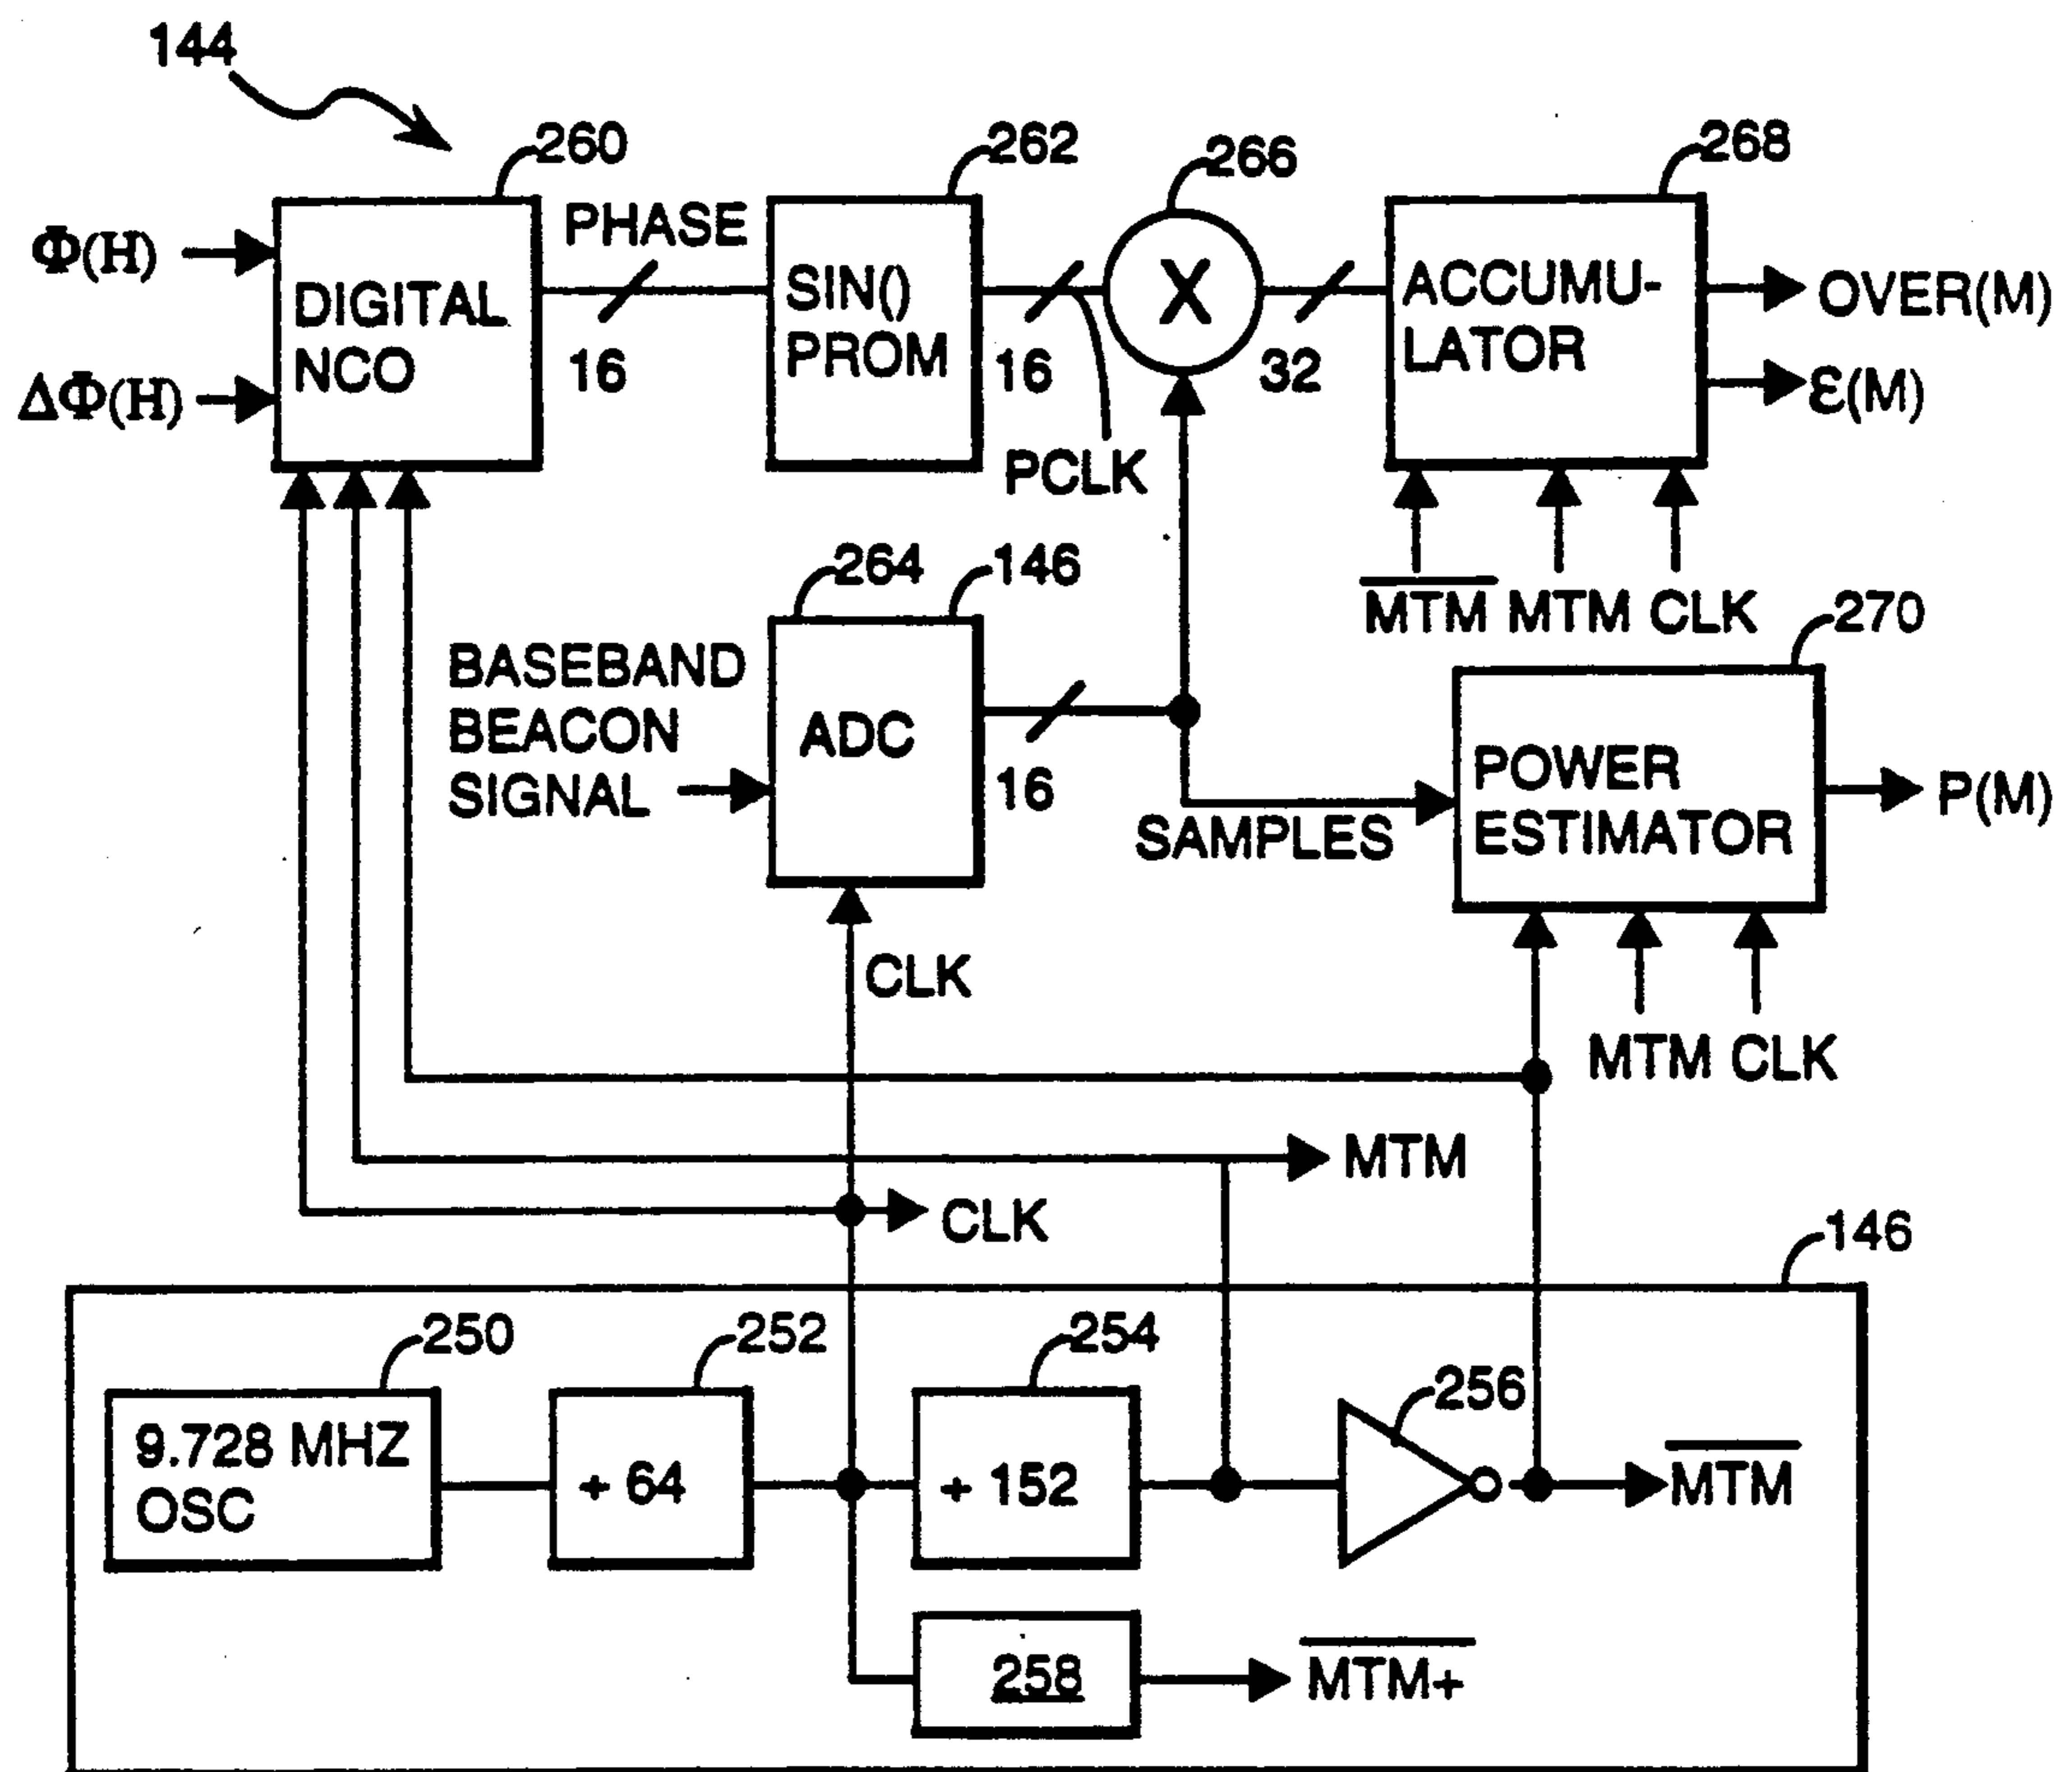 144
260
262
266
268
Φ(H)
ΔΦ(H)
DIGITAL
NCO
PHASE
16
SIN()
PROM
16
PCLK
X
32
ACCUMU-
LATOR
OVER(M)
ε(M)
MTM MTM CLK
264
146
270
BASEBAND
BEACON
SIGNAL
ADC
16
SAMPLES
POWER
ESTIMATOR
P(M)
CLK
MTM CLK
MTM
CLK
146
250
252
254
256
9.728 MHZ
OSC
+ 64
+ 152
MTM
258
MTM+